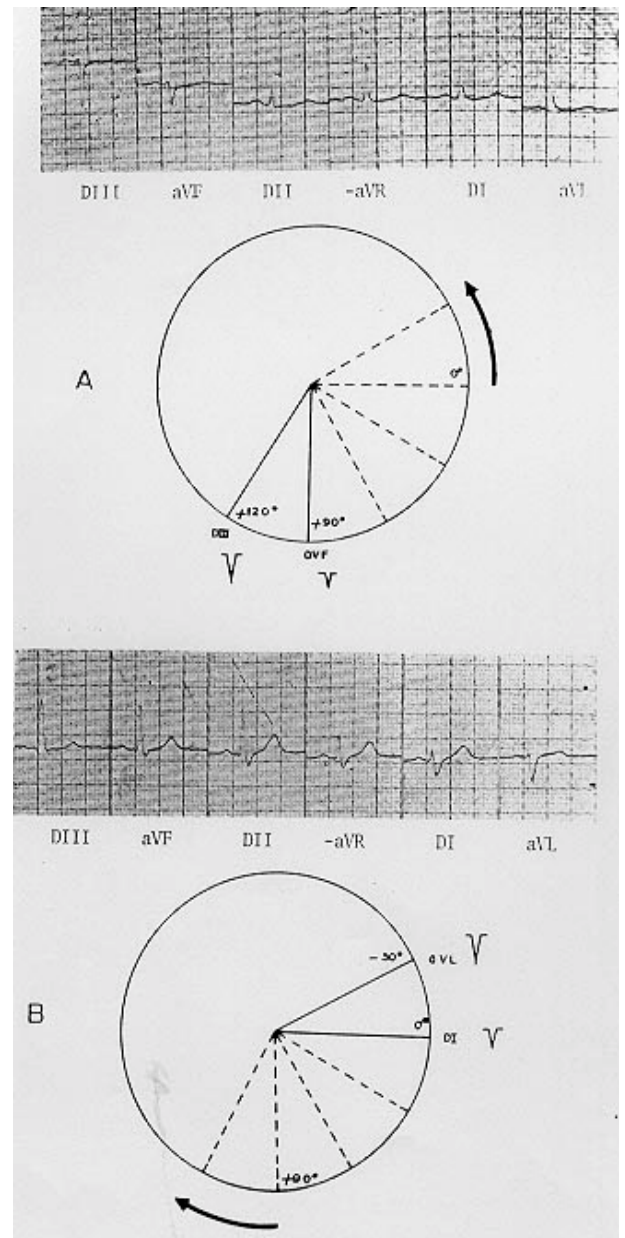 DIII aVF DII -aVR DI aVL
A
0°
+120°
+90°
DIII
aVF
V
V
DIII aVF DII -aVR DI aVL
B
-30°
aVL
0°
DI
+90°